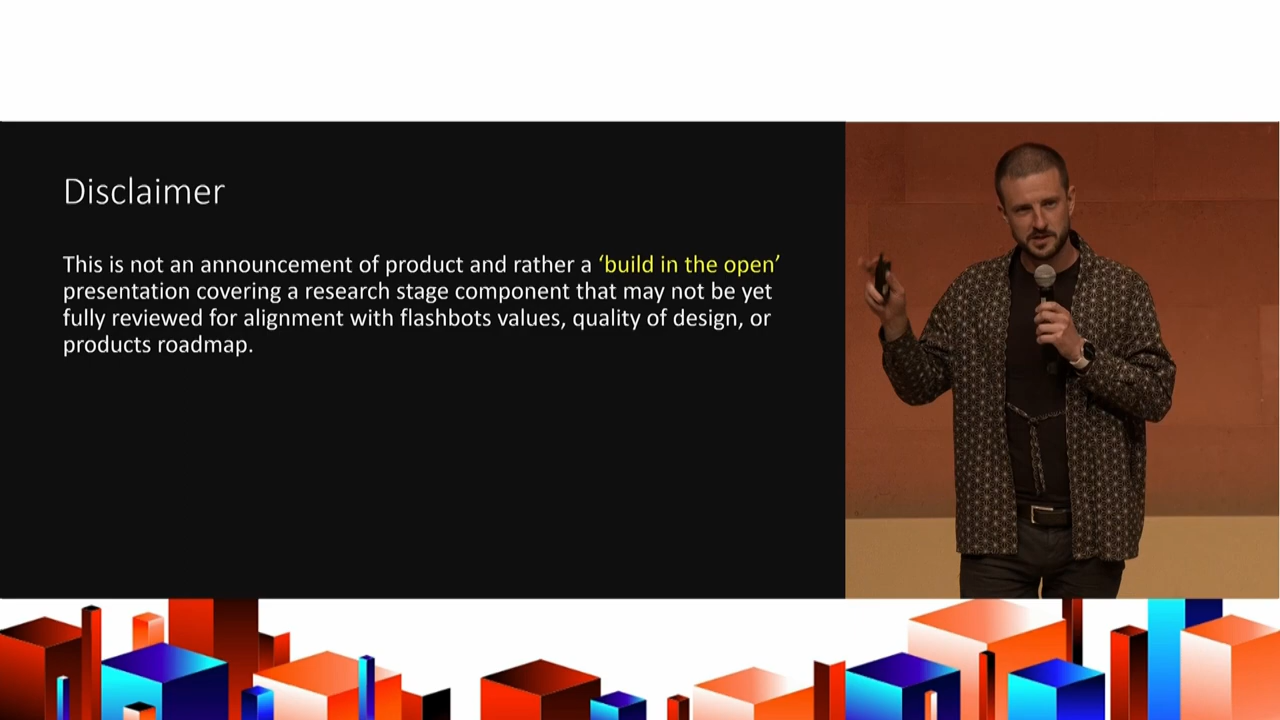 Disclaimer
This is not an announcement of product and rather a ‘build in the open’
presentation covering a research stage component that may not be yet
fully reviewed for alignment with flashbots values, quality of design, or
products roadmap.